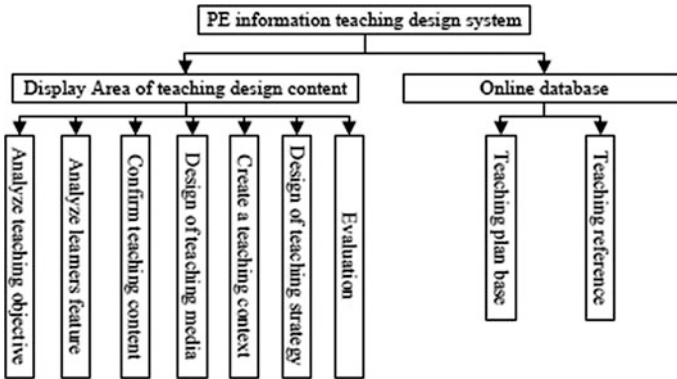 PE information teaching design system
Display Area of teaching design content
Online database
Analyze teaching objective
Analyze learners feature
Confirm teaching content
Design of teaching media
Create a teaching context
Design of teaching strategy
Evaluation
Teaching plan base
Teaching reference